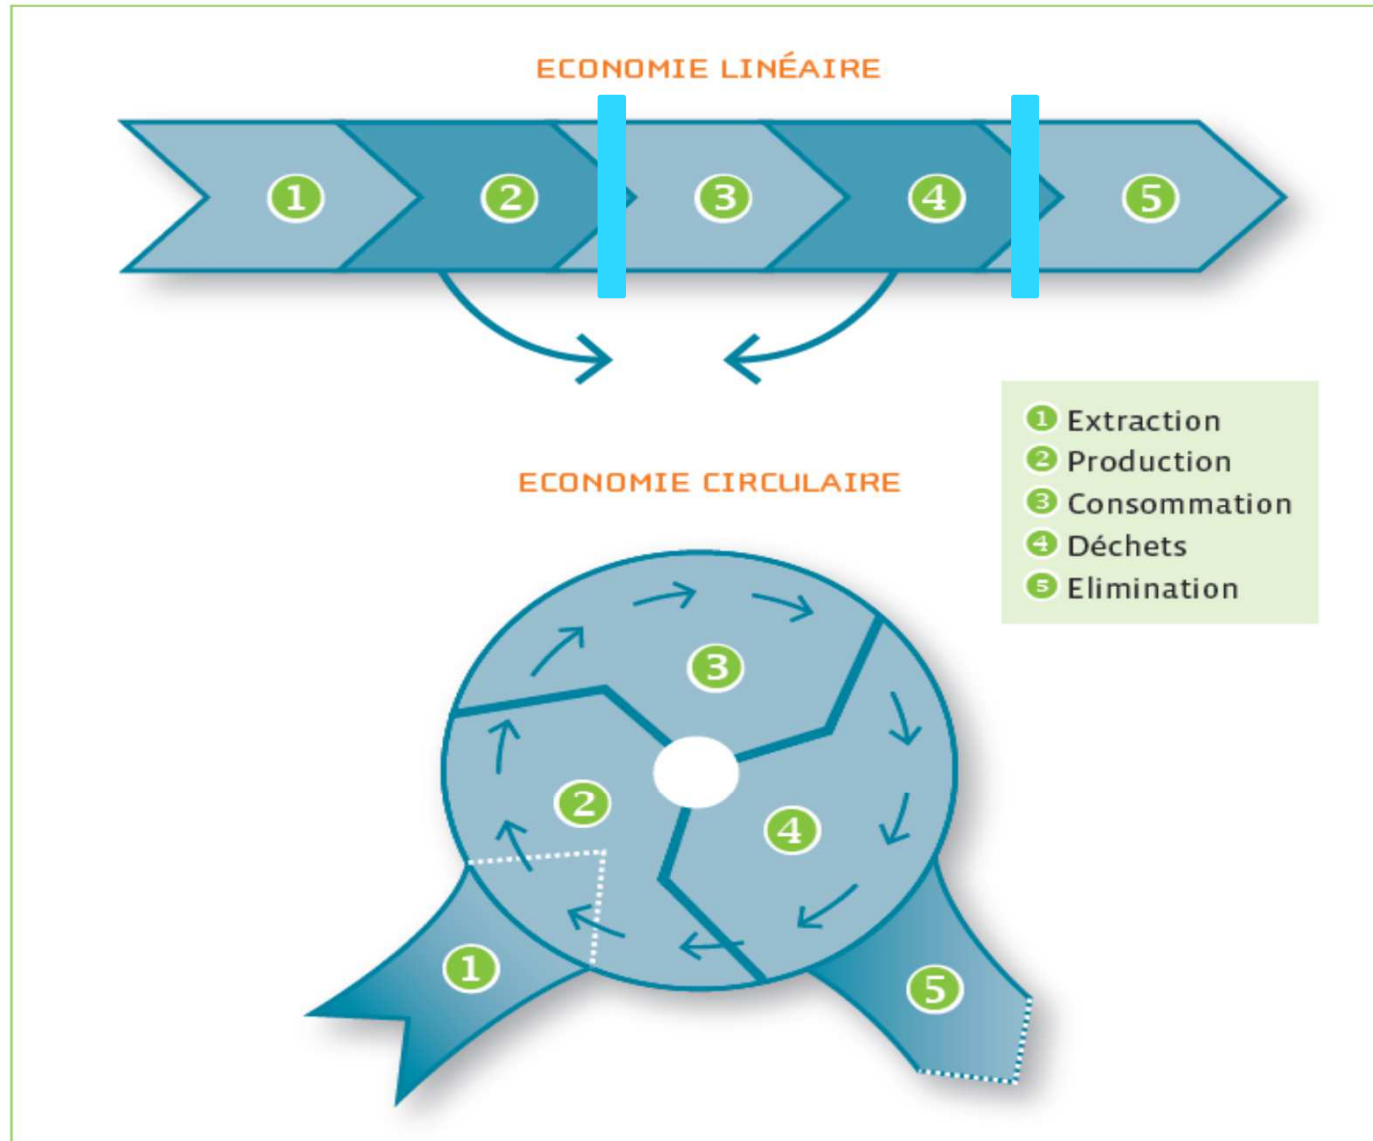 ECONOMIE LINÉAIRE
1 2 3 4 5
1 Extraction
2 Production
3 Consommation
4 Déchets
5 Elimination
ECONOMIE CIRCULAIRE
3
2
4
1
5